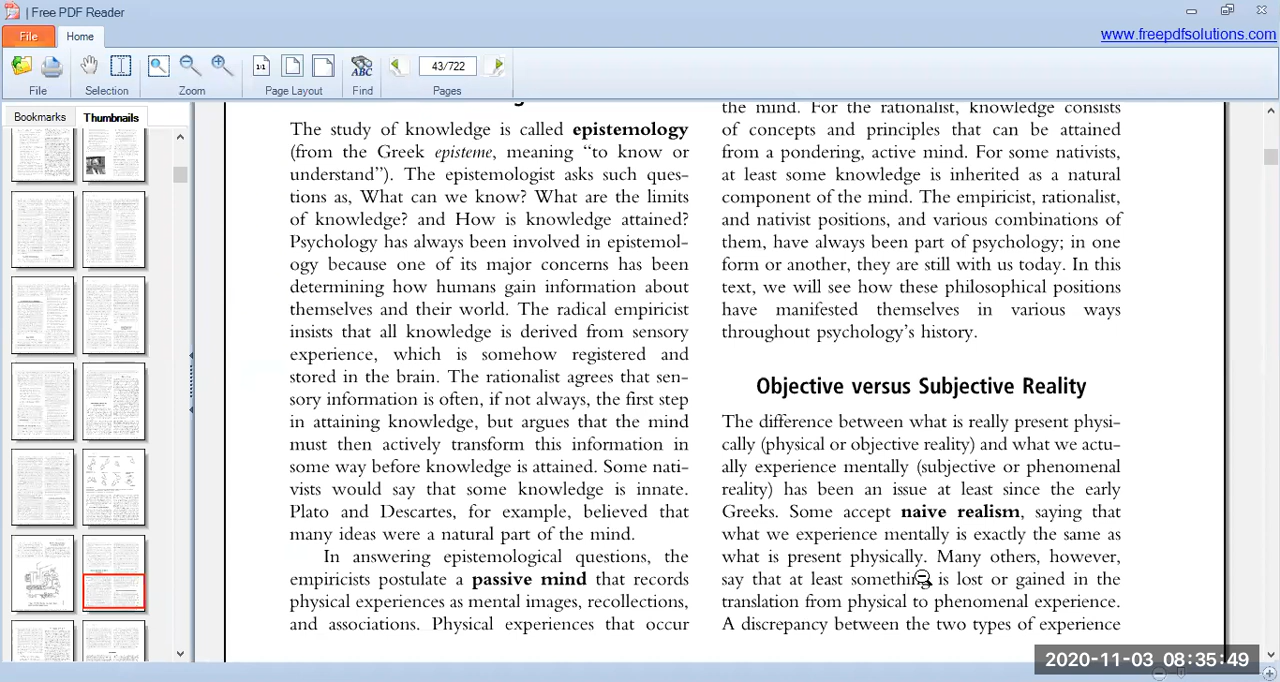 | Free PDF Reader
File
Home
www.freepdfsolutions.com
1:1
ABC
43/722
File
Selection
Zoom
Page Layout
Find
Pages
Bookmarks
Thumbnails
The study of knowledge is called epistemology
(from the Greek episteme, meaning “to know or
understand”). The epistemologist asks such ques-
tions as, What can we know? What are the limits
of knowledge? and How is knowledge attained?
Psychology has always been involved in epistemol-
ogy because one of its major concerns has been
determining how humans gain information about
themselves and their world. The radical empiricist
insists that all knowledge is derived from sensory
experience, which is somehow registered and
stored in the brain. The rationalist agrees that sen-
sory information is often, if not always, the first step
in attaining knowledge, but argues that the mind
must then actively transform this information in
some way before knowledge is attained. Some nati-
vists would say that some knowledge is innate.
Plato and Descartes, for example, believed that
many ideas were a natural part of the mind.
In answering epistemological questions, the
empiricists postulate a passive mind that records
physical experiences as mental images, recollections,
and associations. Physical experiences that occur
the mind. For the rationalist, knowledge consists
of concepts and principles that can be attained
from a pondering, active mind. For some nativists,
at least some knowledge is inherited as a natural
component of the mind. The empiricist, rationalist,
and nativist positions, and various combinations of
them, have always been part of psychology; in one
form or another, they are still with us today. In this
text, we will see how these philosophical positions
have manifested themselves in various ways
throughout psychology’s history.
Objective versus Subjective Reality
The difference between what is really present physi-
cally (physical or objective reality) and what we actu-
ally experience mentally (subjective or phenomenal
reality) has been an issue at least since the early
Greeks. Some accept naive realism, saying that
what we experience mentally is exactly the same as
what is present physically. Many others, however,
say that at least something is lost or gained in the
translation from physical to phenomenal experience.
A discrepancy between the two types of experience
2020-11-03 08:35:49